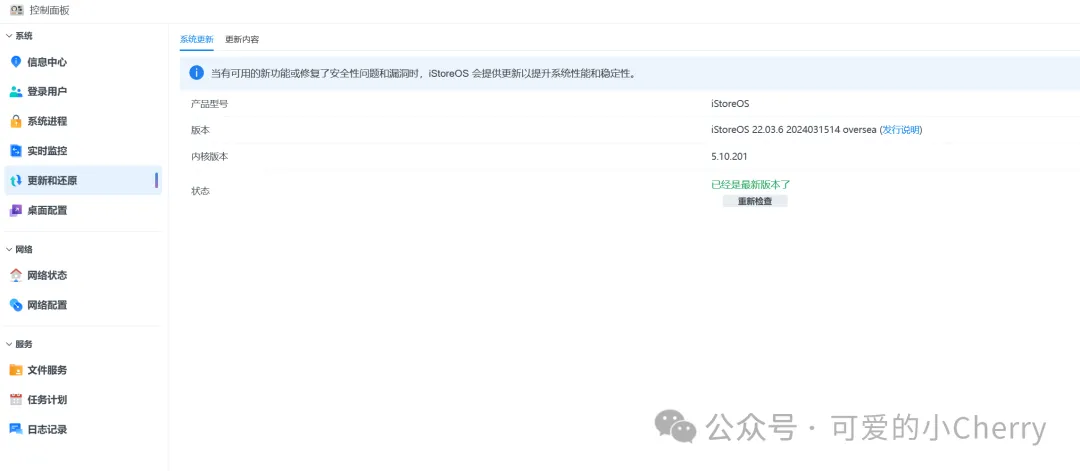 控制面板
系统
信息中心
登录用户
系统进程
实时监控
更新和还原
桌面配置
网络
网络状态
网络配置
服务
文件服务
任务计划
日志记录
系统更新 更新内容
当有可用的新功能或修复了安全性问题和漏洞时，iStoreOS 会提供更新以提升系统性能和稳定性。
产品型号 iStoreOS
版本 iStoreOS 22.03.6 2024031514 oversea (发行说明)
内核版本 5.10.201
状态 已经是最新版本了
重新检查
公众号 · 可爱的小Cherry